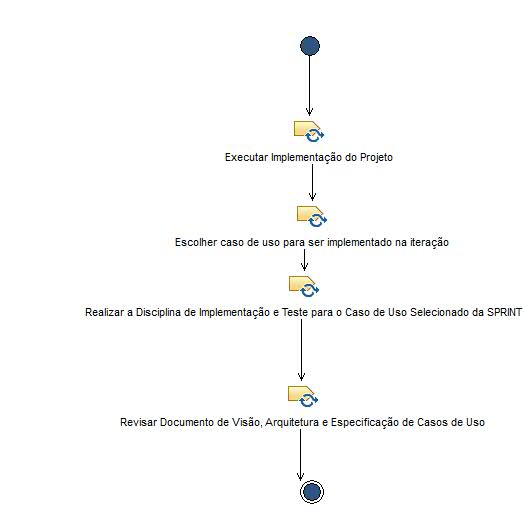 Executar Implementação do Projeto
Escolher caso de uso para ser implementado na iteração
Realizar a Disciplina de Implementação e Teste para o Caso de Uso Selecionado da SPRINT
Revisar Documento de Visão, Arquitetura e Especificação de Casos de Uso